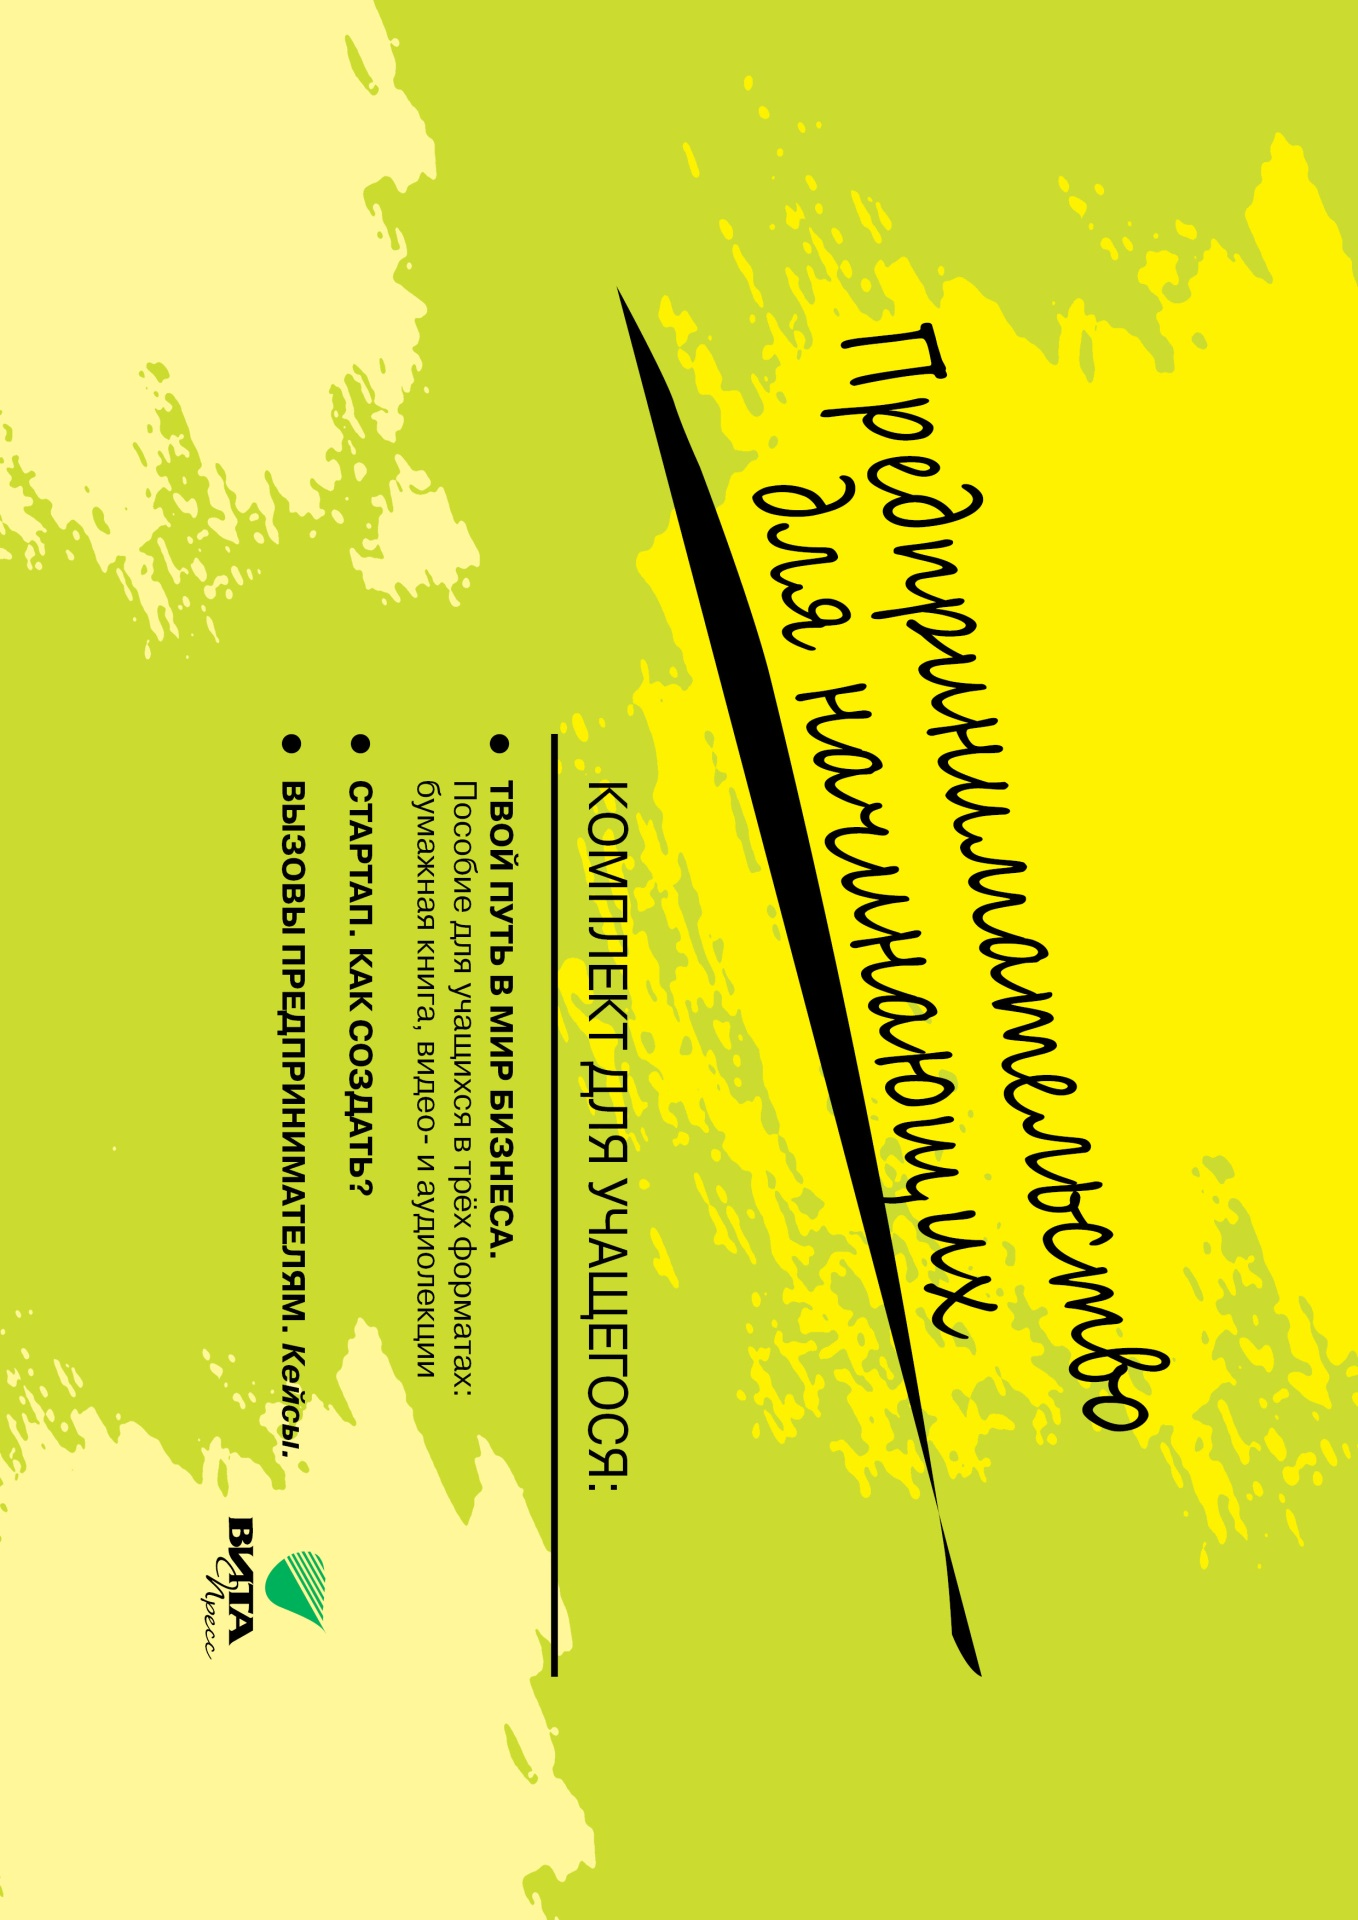 Предпринимательство
для начинающих
КОМПЛЕКТ ДЛЯ УЧАЩЕГОСЯ:
● ТВОЙ ПУТЬ В МИР БИЗНЕСА.
Пособие для учащихся в трёх форматах:
бумажная книга, видео- и аудиолекции
● СТАРТАП. КАК СОЗДАТЬ?
● ВЫЗОВЫ ПРЕДПРИНИМАТЕЛЯМ. Кейсы.
ВИТА
Пресс